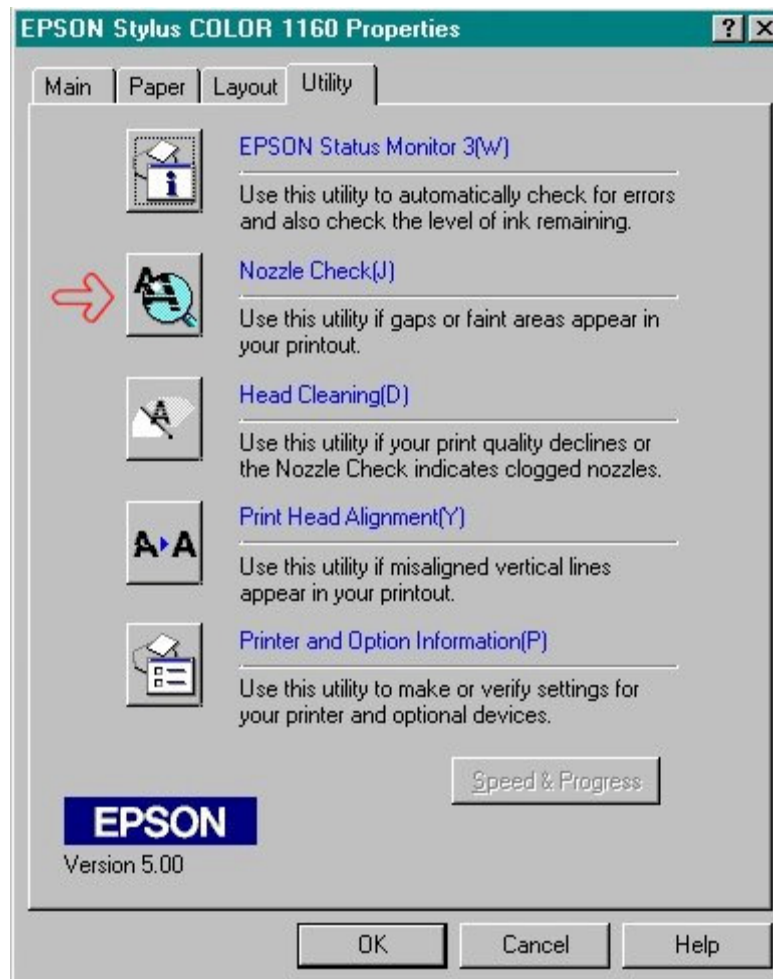 EPSON Stylus COLOR 1160 Properties
Main Paper Layout Utility
EPSON Status Monitor 3(W)
Use this utility to automatically check for errors
and also check the level of ink remaining.
Nozzle Check(J)
Use this utility if gaps or faint areas appear in
your printout.
Head Cleaning(D)
Use this utility if your print quality declines or
the Nozzle Check indicates clogged nozzles.
Print Head Alignment(Y)
Use this utility if misaligned vertical lines
appear in your printout.
Printer and Option Information(P)
Use this utility to make or verify settings for
your printer and optional devices.
Speed & Progress
EPSON
Version 5.00
OK Cancel Help